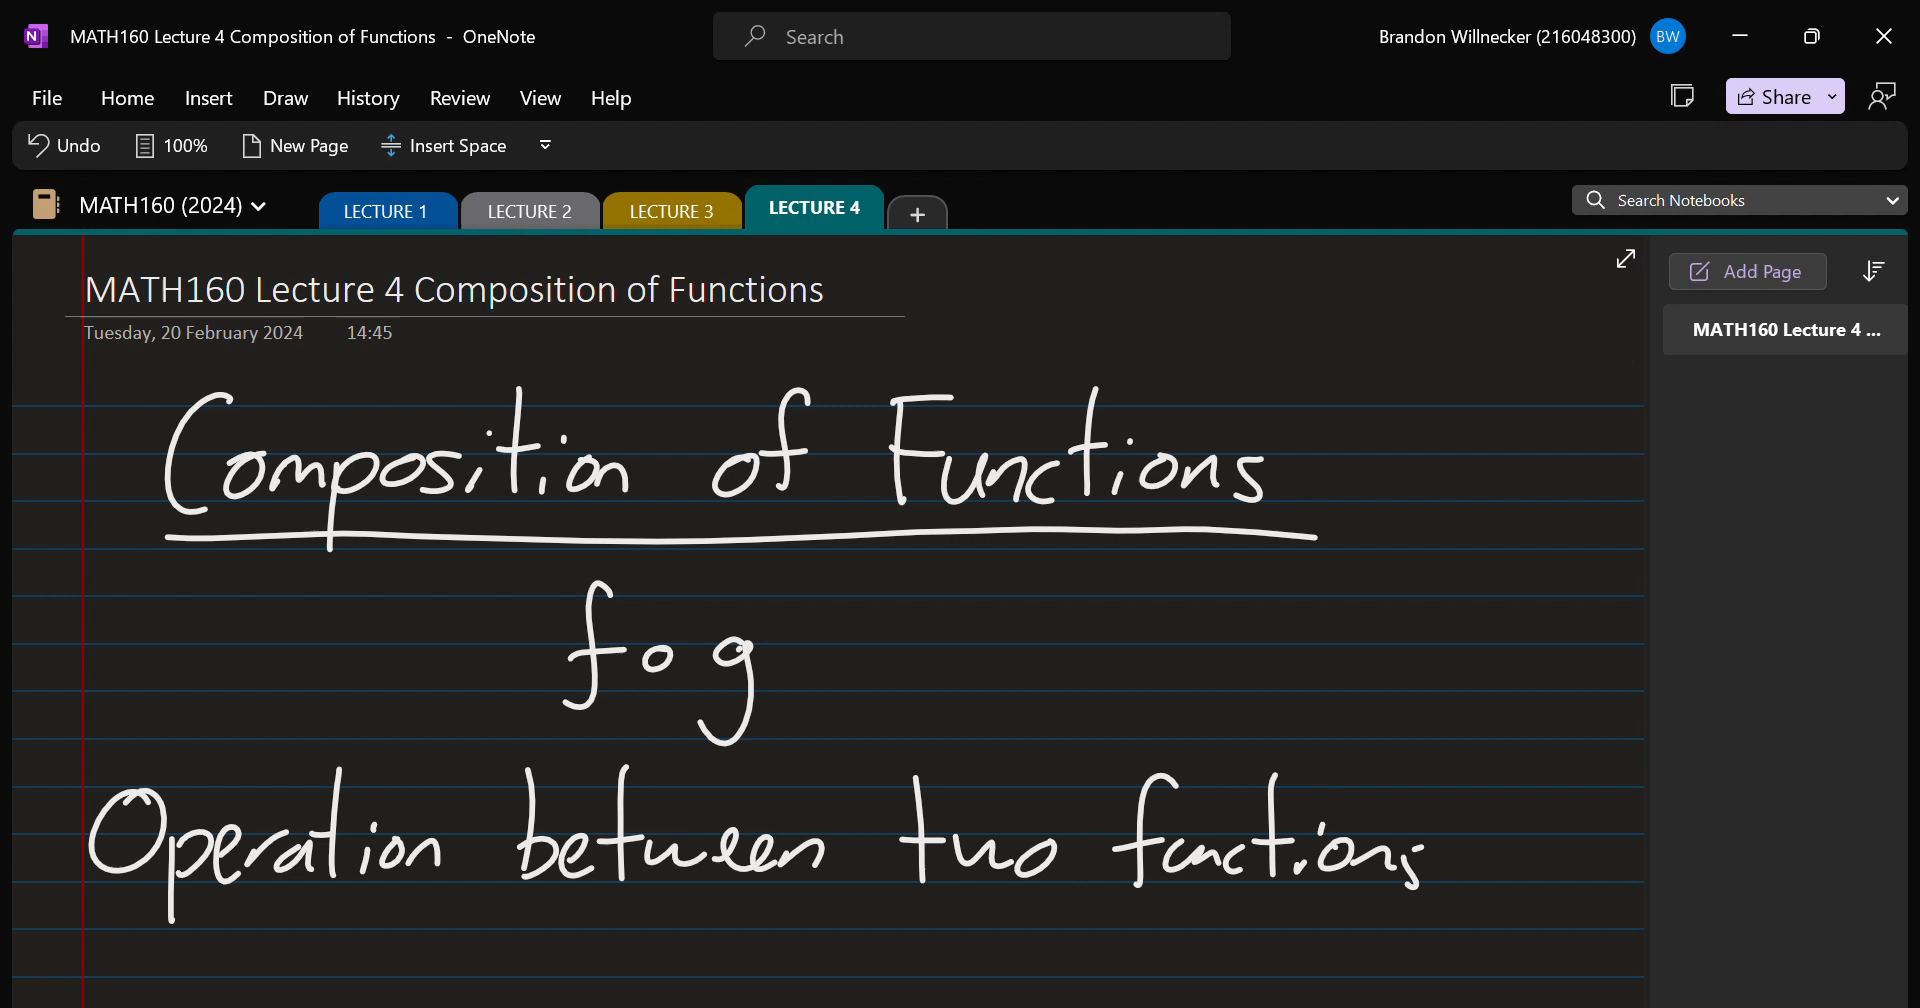 MATH160 Lecture 4 Composition of Functions - OneNote
Search
Brandon Willnecker (216048300) BW
File Home Insert Draw History Review View Help
Share
Undo 100% New Page Insert Space
MATH160 (2024)
LECTURE 1 LECTURE 2 LECTURE 3 LECTURE 4 +
Search Notebooks
MATH160 Lecture 4 Composition of Functions
Tuesday, 20 February 2024 14:45
Add Page
MATH160 Lecture 4 ...
Composition of Functions
f o g
Operation between two functions